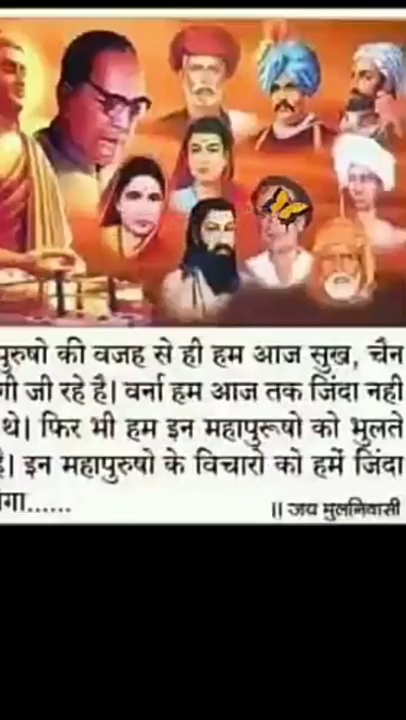 पुरुषो की वजह से ही हम आज सुख, चैन
गी जी रहे है। वर्ना हम आज तक जिंदा नही
थे। फिर भी हम इन महापुरूषो को भुलते
है। इन महापुरुषो के विचारो को हमें जिंदा
गा......
|| जय मुलनिवासी